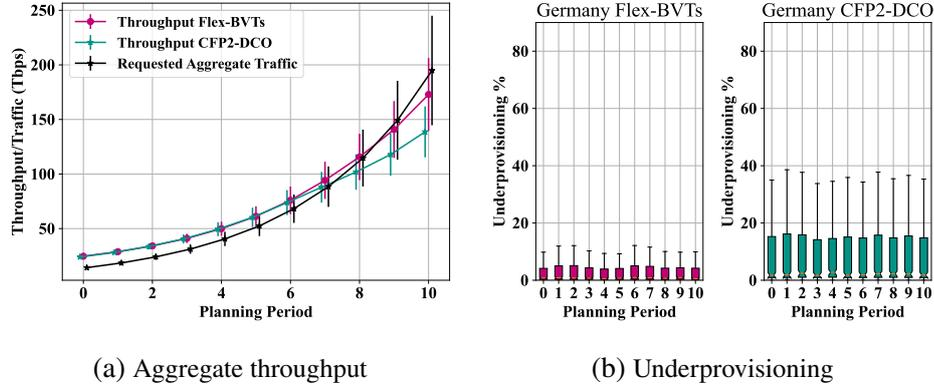 Throughput Flex-BVTs
Throughput CFP2-DCO
Requested Aggregate Traffic
Throughput/Traffic (Tbps)
250
200
150
100
50
0 2 4 6 8 10
Planning Period
(a) Aggregate throughput
Germany Flex-BVTs
Underprovisioning %
80
60
40
20
0
0 1 2 3 4 5 6 7 8 9 10
Planning Period
Germany CFP2-DCO
Underprovisioning %
80
60
40
20
0
0 1 2 3 4 5 6 7 8 9 10
Planning Period
(b) Underprovisioning